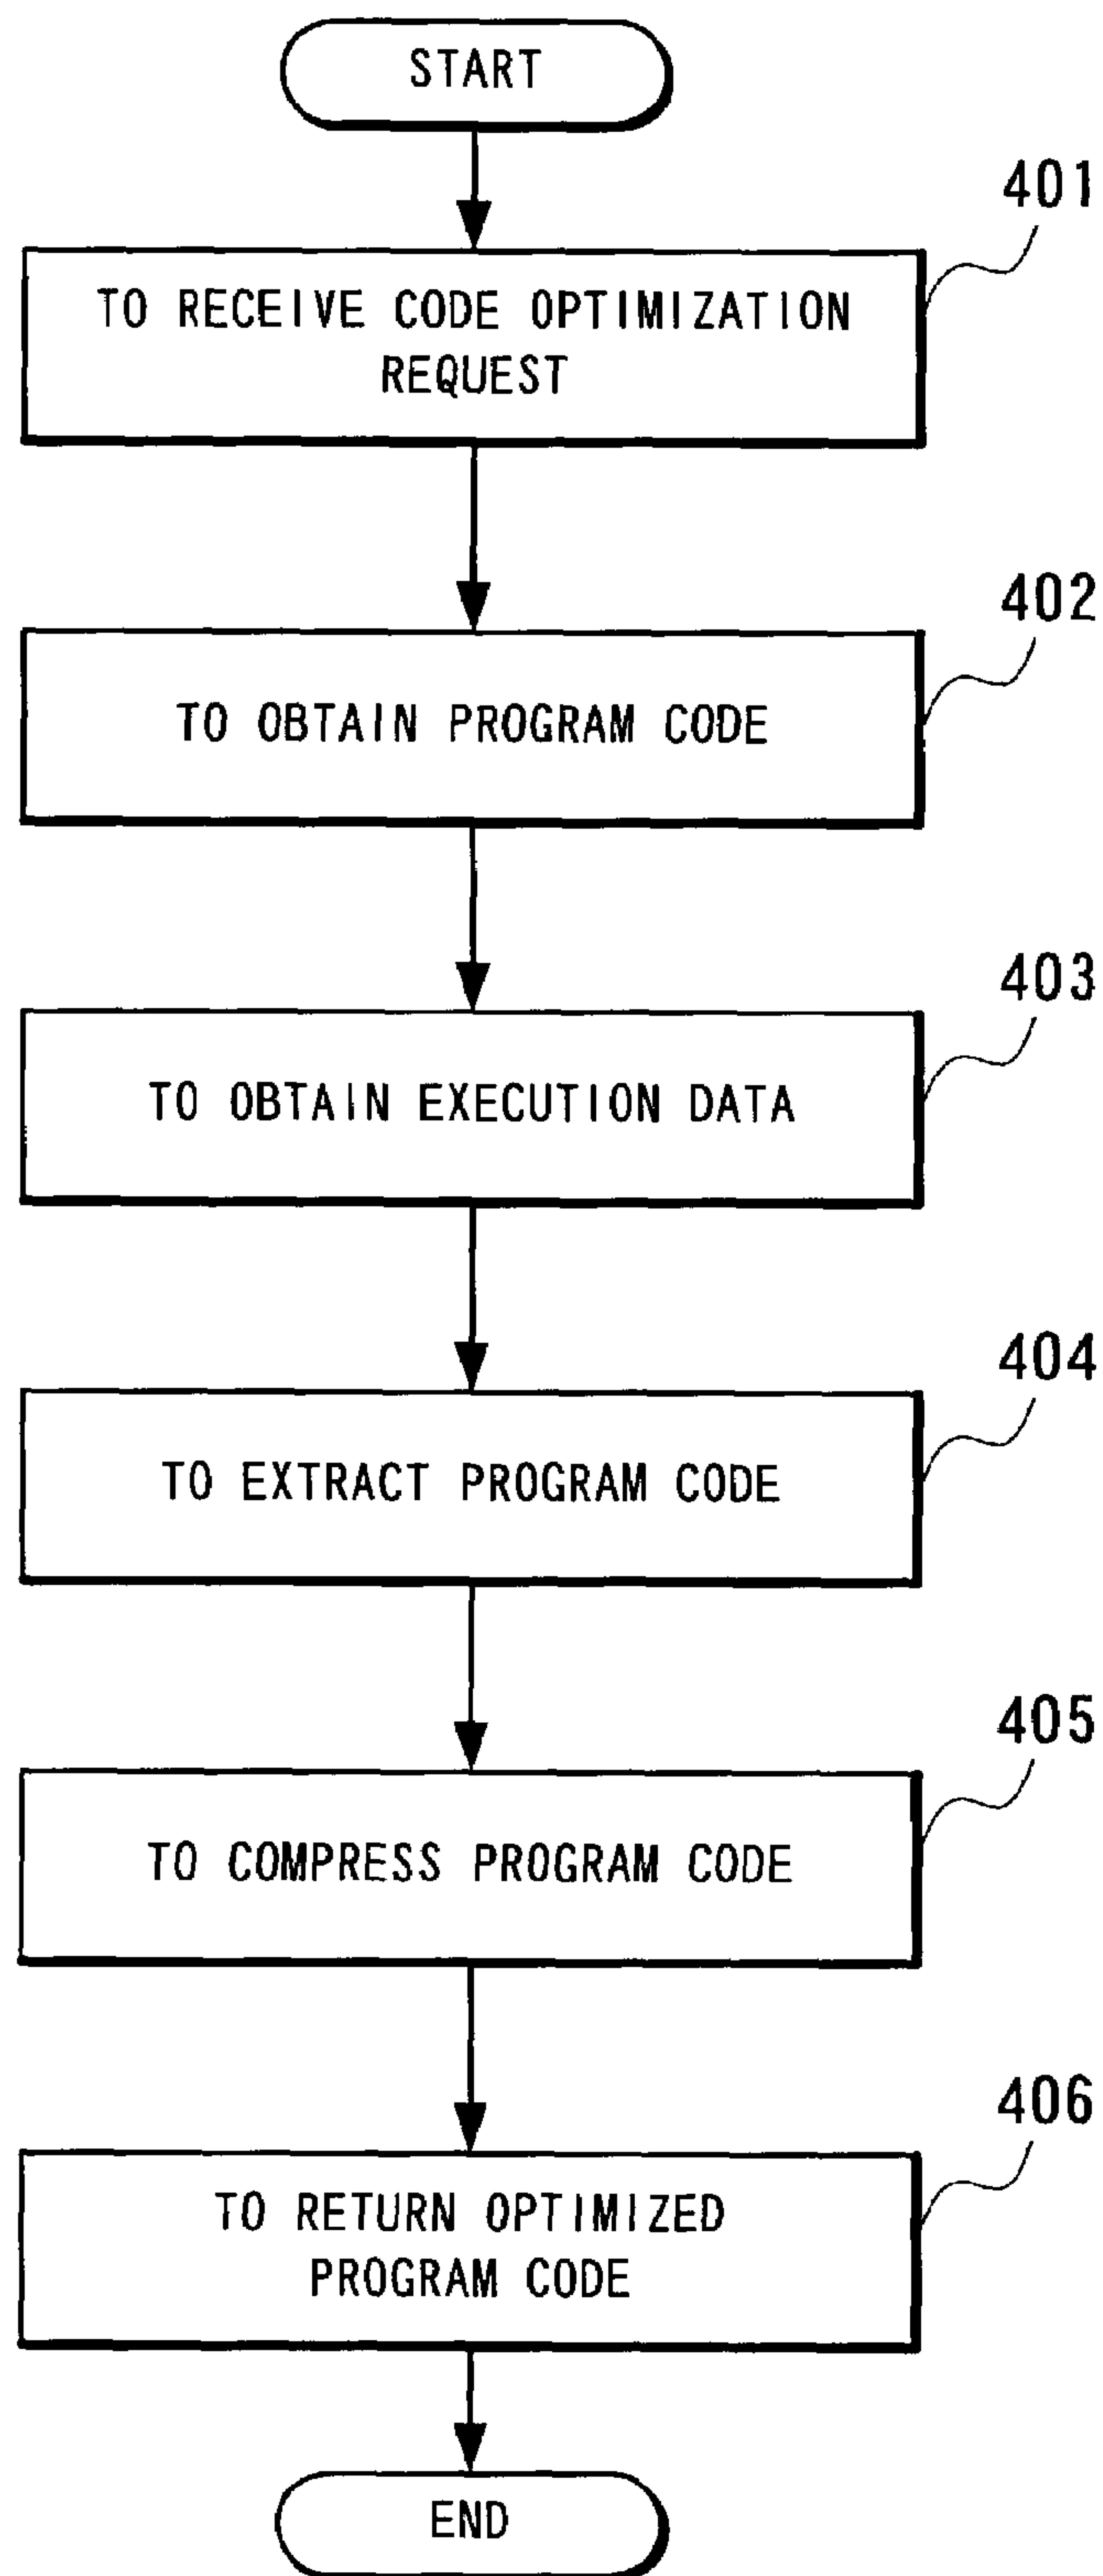 START
401
TO RECEIVE CODE OPTIMIZATION
REQUEST
402
TO OBTAIN PROGRAM CODE
403
TO OBTAIN EXECUTION DATA
404
TO EXTRACT PROGRAM CODE
405
TO COMPRESS PROGRAM CODE
406
TO RETURN OPTIMIZED
PROGRAM CODE
END